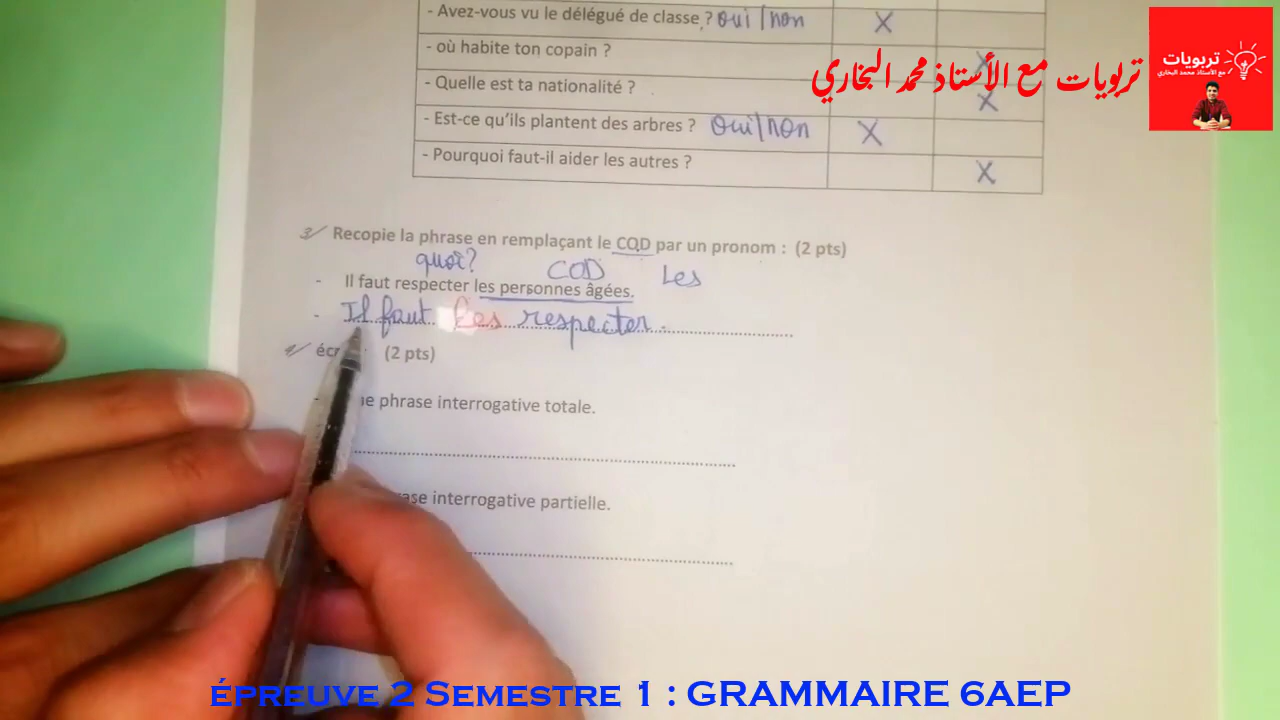 - Avez-vous vu le délégué de classe ? oui/non X
- où habite ton copain ? X
- Quelle est ta nationalité ? X
- Est-ce qu'ils plantent des arbres ? Oui/non X
- Pourquoi faut-il aider les autres ? X
تربويات مع الأستاذ محمد البخاري
تربويات
مع الأستاذ محمد البخاري
3/ Recopie la phrase en remplaçant le COD par un pronom : (2 pts)
quoi? COD Les
- Il faut respecter les personnes âgées.
- Il faut les respecter.
(2 pts)
phrase interrogative totale.
interrogative partielle.
épreuve 2 Semestre 1 : GRAMMAIRE 6AEP